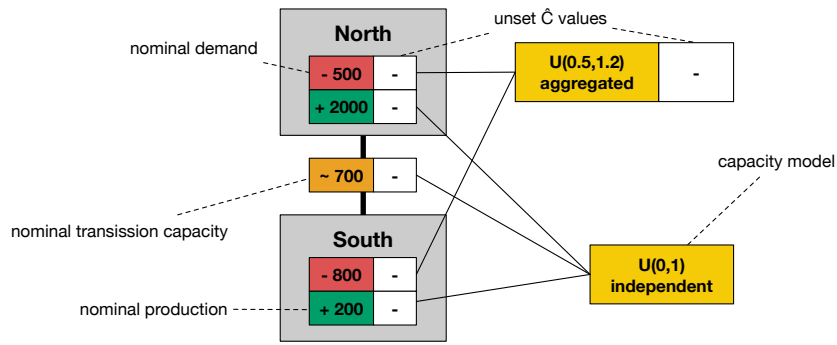 North
unset Ĉ values
nominal demand
- 500 -
U(0.5,1.2)
aggregated
-
+ 2000 -
capacity model
~ 700 -
nominal transission capacity
South
- 800 -
U(0,1)
independent
nominal production
+ 200 -